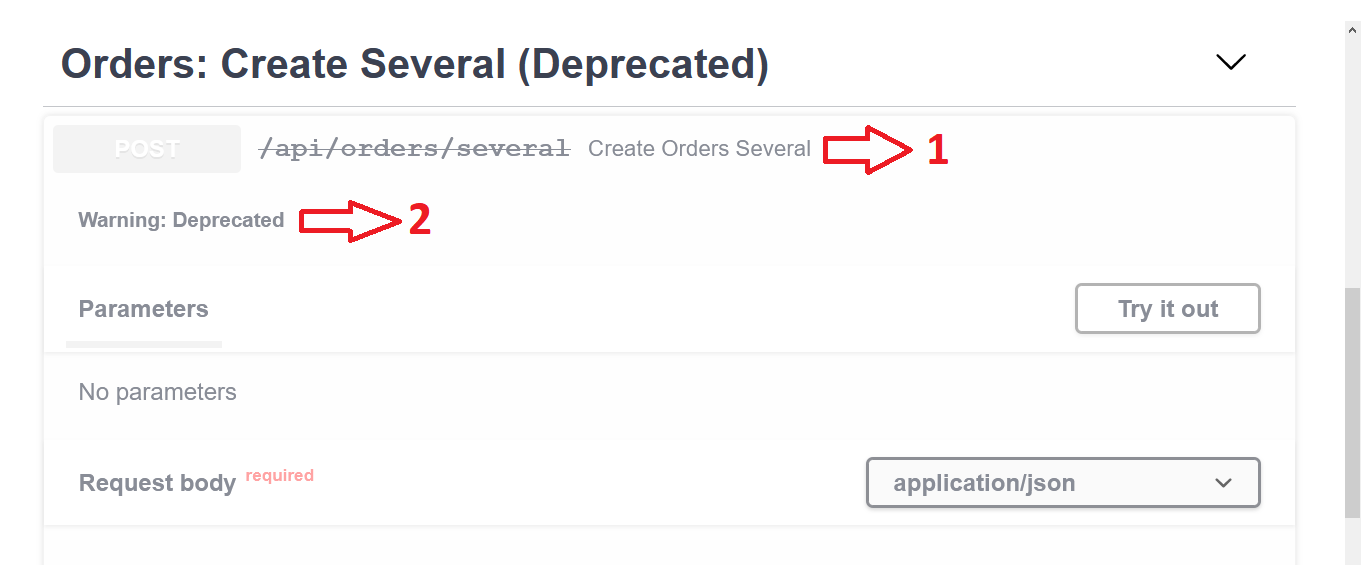 Orders: Create Several (Deprecated)
POST /api/orders/several Create Orders Several 1
Warning: Deprecated 2
Parameters Try it out
No parameters
Request body required application/json